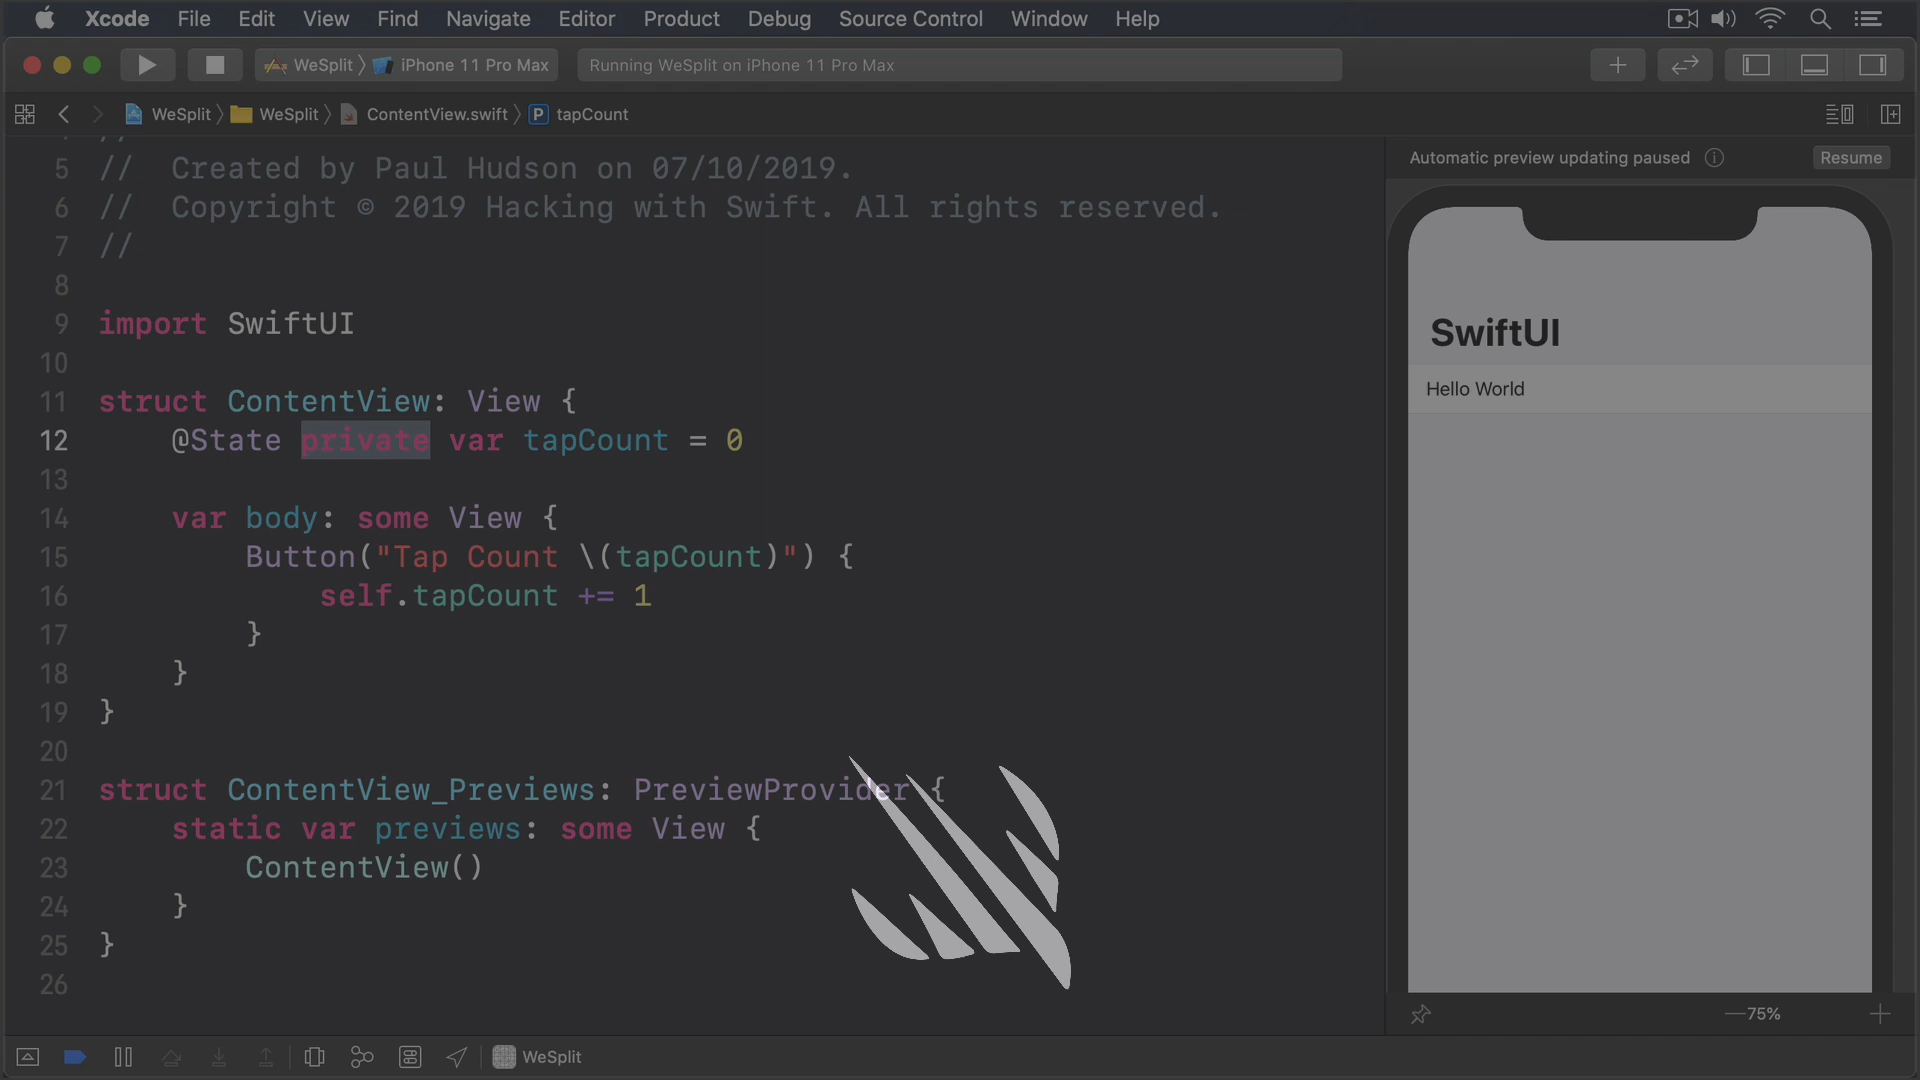 Xcode File Edit View Find Navigate Editor Product Debug Source Control Window Help
WeSplit iPhone 11 Pro Max Running WeSplit on iPhone 11 Pro Max
WeSplit WeSplit ContentView.swift P tapCount
5 //  Created by Paul Hudson on 07/10/2019.
6 //  Copyright © 2019 Hacking with Swift. All rights reserved.
7 //
8
9 import SwiftUI
10
11 struct ContentView: View {
12     @State private var tapCount = 0
13
14     var body: some View {
15         Button("Tap Count \(tapCount)") {
16             self.tapCount += 1
17         }
18     }
19 }
20
21 struct ContentView_Previews: PreviewProvider {
22     static var previews: some View {
23         ContentView()
24     }
25 }
26
Automatic preview updating paused Resume
SwiftUI
Hello World
75%
WeSplit